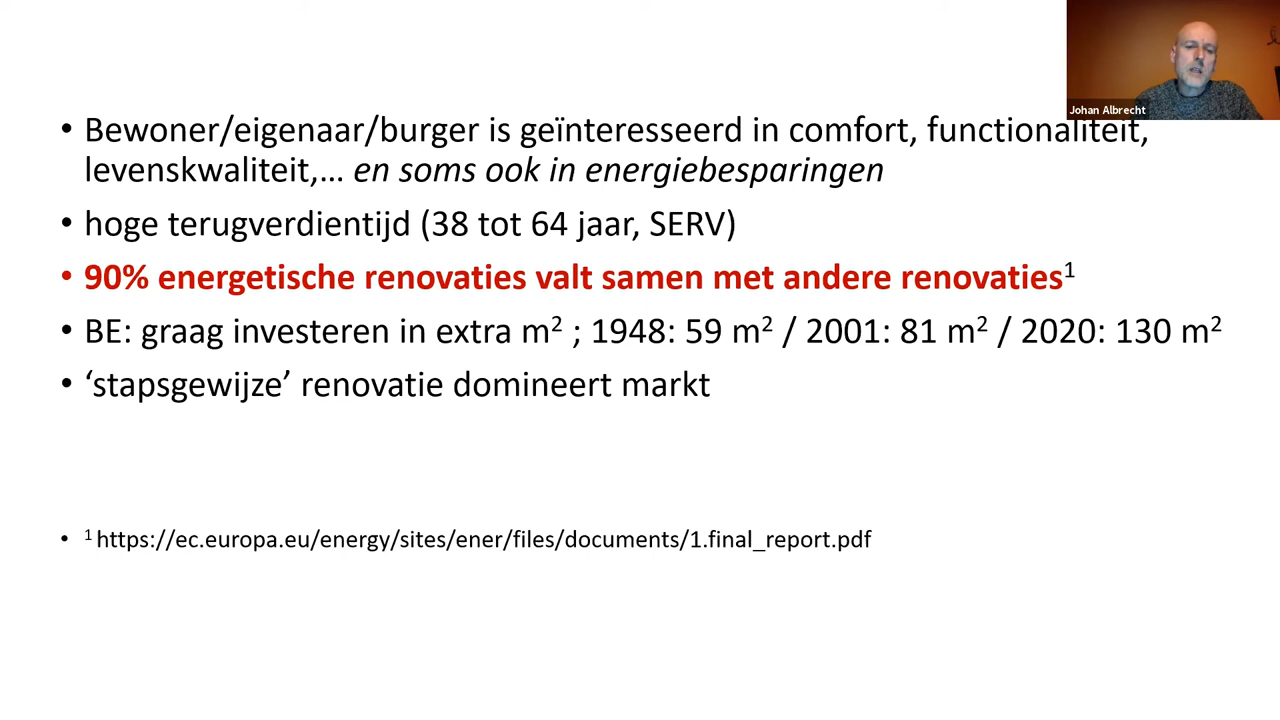 Johan Albrecht
• Bewoner/eigenaar/burger is geïnteresseerd in comfort, functionaliteit,
levenskwaliteit,… en soms ook in energiebesparingen
• hoge terugverdientijd (38 tot 64 jaar, SERV)
• 90% energetische renovaties valt samen met andere renovaties¹
• BE: graag investeren in extra m² ; 1948: 59 m² / 2001: 81 m² / 2020: 130 m²
• ‘stapsgewijze’ renovatie domineert markt
• ¹ https://ec.europa.eu/energy/sites/ener/files/documents/1.final_report.pdf